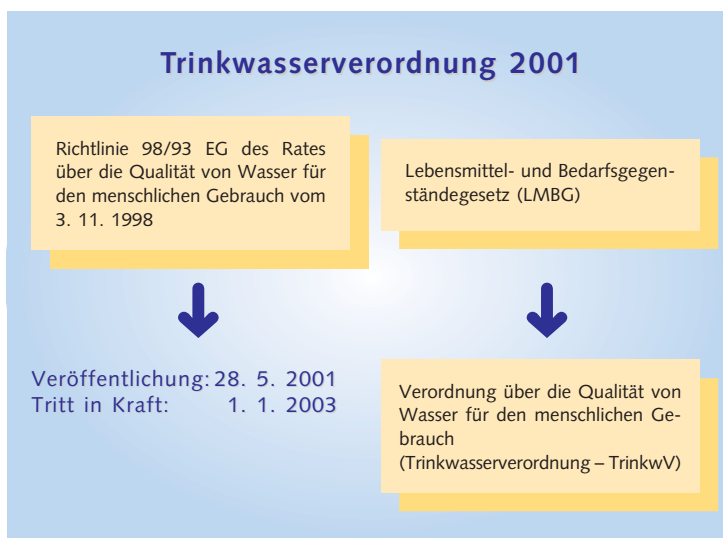 Trinkwasserverordnung 2001
Richtlinie 98/93 EG des Rates
über die Qualität von Wasser für
den menschlichen Gebrauch vom
3. 11. 1998
Lebensmittel- und Bedarfsgegen-
ständegesetz (LMBG)
Veröffentlichung: 28. 5. 2001
Tritt in Kraft: 1. 1. 2003
Verordnung über die Qualität von
Wasser für den menschlichen Ge-
brauch
(Trinkwasserverordnung – TrinkwV)